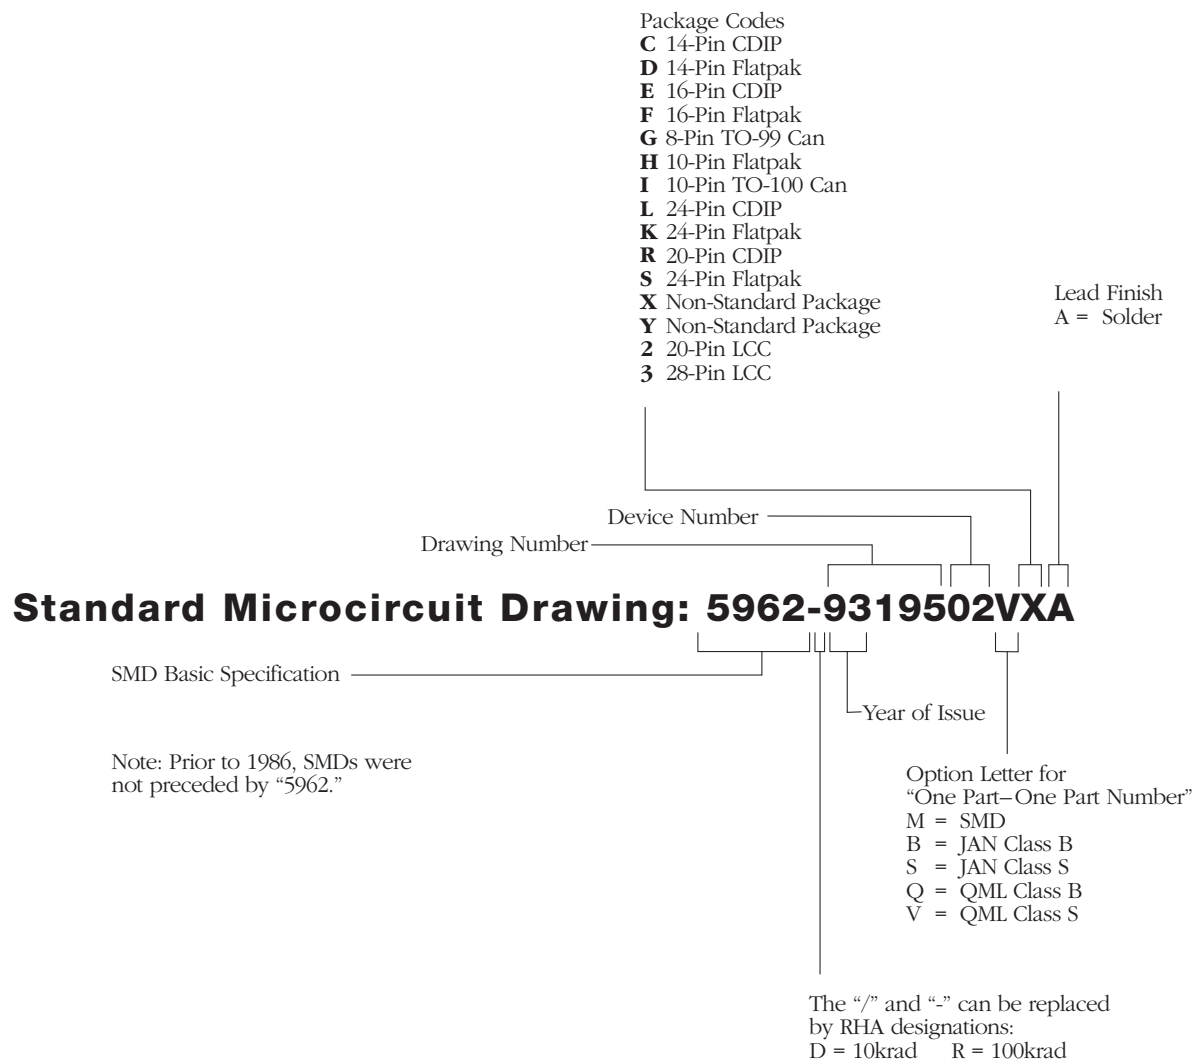 Package Codes
C 14-Pin CDIP
D 14-Pin Flatpak
E 16-Pin CDIP
F 16-Pin Flatpak
G 8-Pin TO-99 Can
H 10-Pin Flatpak
I 10-Pin TO-100 Can
L 24-Pin CDIP
K 24-Pin Flatpak
R 20-Pin CDIP
S 24-Pin Flatpak
X Non-Standard Package
Y Non-Standard Package
2 20-Pin LCC
3 28-Pin LCC
Lead Finish
A = Solder
Device Number
Drawing Number
Standard Microcircuit Drawing: 5962-9319502VXA
SMD Basic Specification
Year of Issue
Note: Prior to 1986, SMDs were
not preceded by “5962.”
Option Letter for
“One Part–One Part Number”
M = SMD
B = JAN Class B
S = JAN Class S
Q = QML Class B
V = QML Class S
The “/” and “-” can be replaced
by RHA designations:
D = 10krad R = 100krad